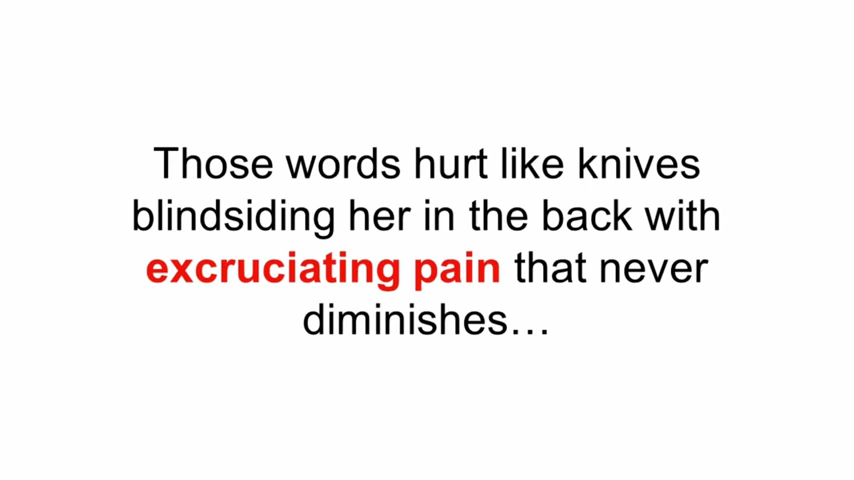 Those words hurt like knives
blindsiding her in the back with
excruciating pain that never
diminishes…